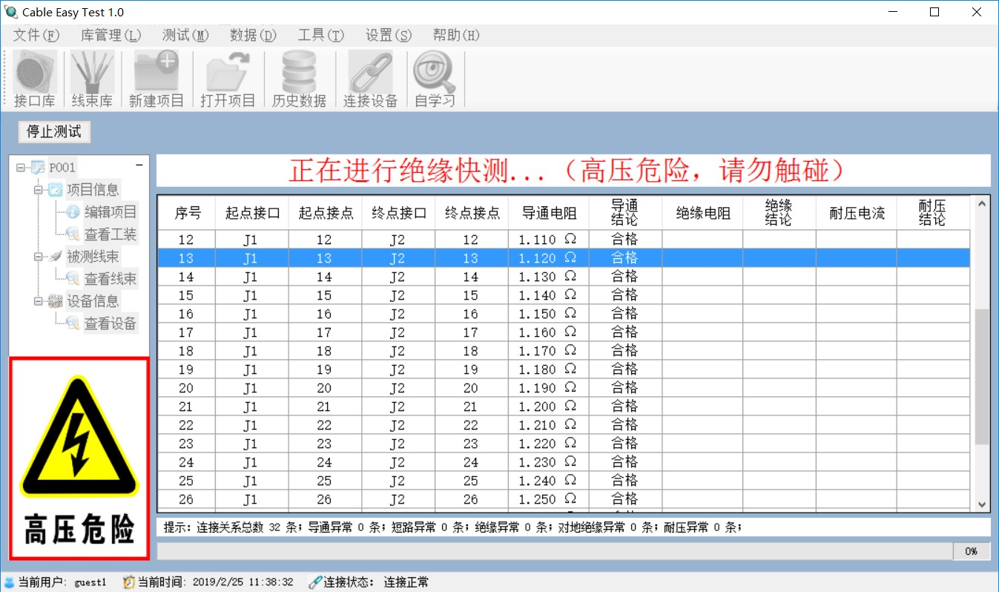 Cable Easy Test 1.0
文件(F) 库管理(L) 测试(M) 数据(D) 工具(T) 设置(S) 帮助(H)
接口库 线束库 新建项目 打开项目 历史数据 连接设备 自学习
停止测试
P001
项目信息
编辑项目
查看工装
被测线束
查看线束
设备信息
查看设备
高压危险
正在进行绝缘快测...（高压危险，请勿触碰）
序号 起点接口 起点接点 终点接口 终点接点 导通电阻 导通结论 绝缘电阻 绝缘结论 耐压电流 耐压结论
12 J1 12 J2 12 1.110 Ω 合格
13 J1 13 J2 13 1.120 Ω 合格
14 J1 14 J2 14 1.130 Ω 合格
15 J1 15 J2 15 1.140 Ω 合格
16 J1 16 J2 16 1.150 Ω 合格
17 J1 17 J2 17 1.160 Ω 合格
18 J1 18 J2 18 1.170 Ω 合格
19 J1 19 J2 19 1.180 Ω 合格
20 J1 20 J2 20 1.190 Ω 合格
21 J1 21 J2 21 1.200 Ω 合格
22 J1 22 J2 22 1.210 Ω 合格
23 J1 23 J2 23 1.220 Ω 合格
24 J1 24 J2 24 1.230 Ω 合格
25 J1 25 J2 25 1.240 Ω 合格
26 J1 26 J2 26 1.250 Ω 合格
提示：连接关系总数 32 条；导通异常 0 条；短路异常 0 条；绝缘异常 0 条；对地绝缘异常 0 条；耐压异常 0 条；
0%
当前用户： guest1 当前时间： 2019/2/25 11:38:32 连接状态： 连接正常